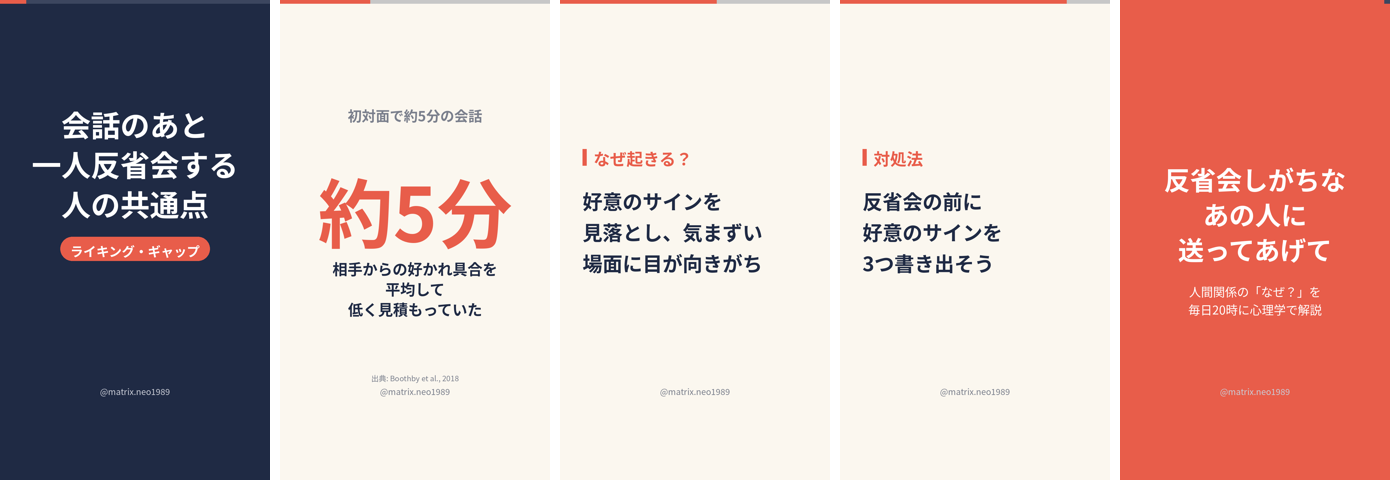 会話のあと
一人反省会する
人の共通点
ライキング・ギャップ
@matrix.neo1989
初対面で約5分の会話
約5分
相手からの好かれ具合を
平均して
低く見積もっていた
出典: Boothby et al., 2018
@matrix.neo1989
なぜ起きる？
好意のサインを
見落とし、気まずい
場面に目が向きがち
@matrix.neo1989
対処法
反省会の前に
好意のサインを
3つ書き出そう
@matrix.neo1989
反省会しがちな
あの人に
送ってあげて
人間関係の「なぜ？」を
毎日20時に心理学で解説
@matrix.neo1989